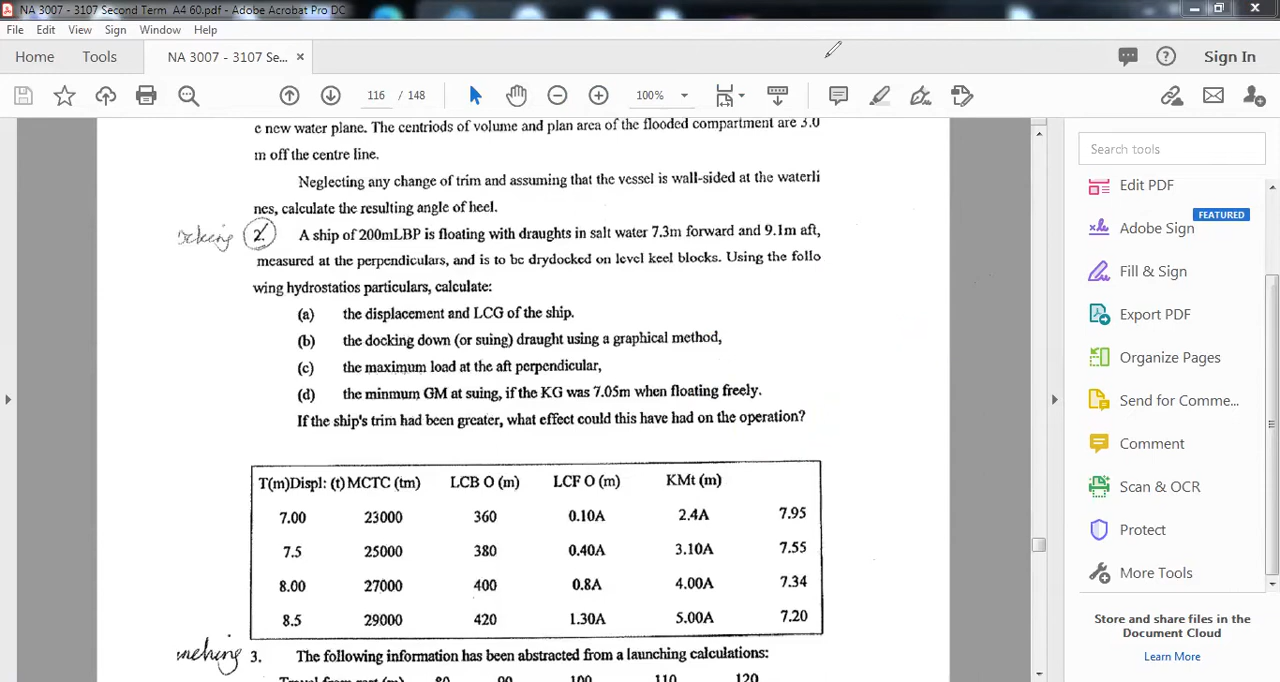 NA 3007 - 3107 Second Term A4 60.pdf - Adobe Acrobat Pro DC
File Edit View Sign Window Help
Home Tools NA 3007 - 3107 Se... × Sign In
116 / 148 100%
e new water plane. The centriods of volume and plan area of the flooded compartment are 3.0
m off the centre line.
Neglecting any change of trim and assuming that the vessel is wall-sided at the waterli
nes, calculate the resulting angle of heel.
2. A ship of 200mLBP is floating with draughts in salt water 7.3m forward and 9.1m aft,
measured at the perpendiculars, and is to be drydocked on level keel blocks. Using the follo
wing hydrostatios particulars, calculate:
(a) the displacement and LCG of the ship.
(b) the docking down (or suing) draught using a graphical method,
(c) the maximum load at the aft perpendicular,
(d) the minmum GM at suing, if the KG was 7.05m when floating freely.
If the ship's trim had been greater, what effect could this have had on the operation?
T(m)Displ: (t) MCTC (tm) LCB O (m) LCF O (m) KMt (m)
7.00 23000 360 0.10A 2.4A 7.95
7.5 25000 380 0.40A 3.10A 7.55
8.00 27000 400 0.8A 4.00A 7.34
8.5 29000 420 1.30A 5.00A 7.20
3. The following information has been abstracted from a launching calculations:
Travel from rest (m) 80 90 100 110 120
Search tools
Edit PDF
FEATURED
Adobe Sign
Fill & Sign
Export PDF
Organize Pages
Send for Comme...
Comment
Scan & OCR
Protect
More Tools
Store and share files in the
Document Cloud
Learn More